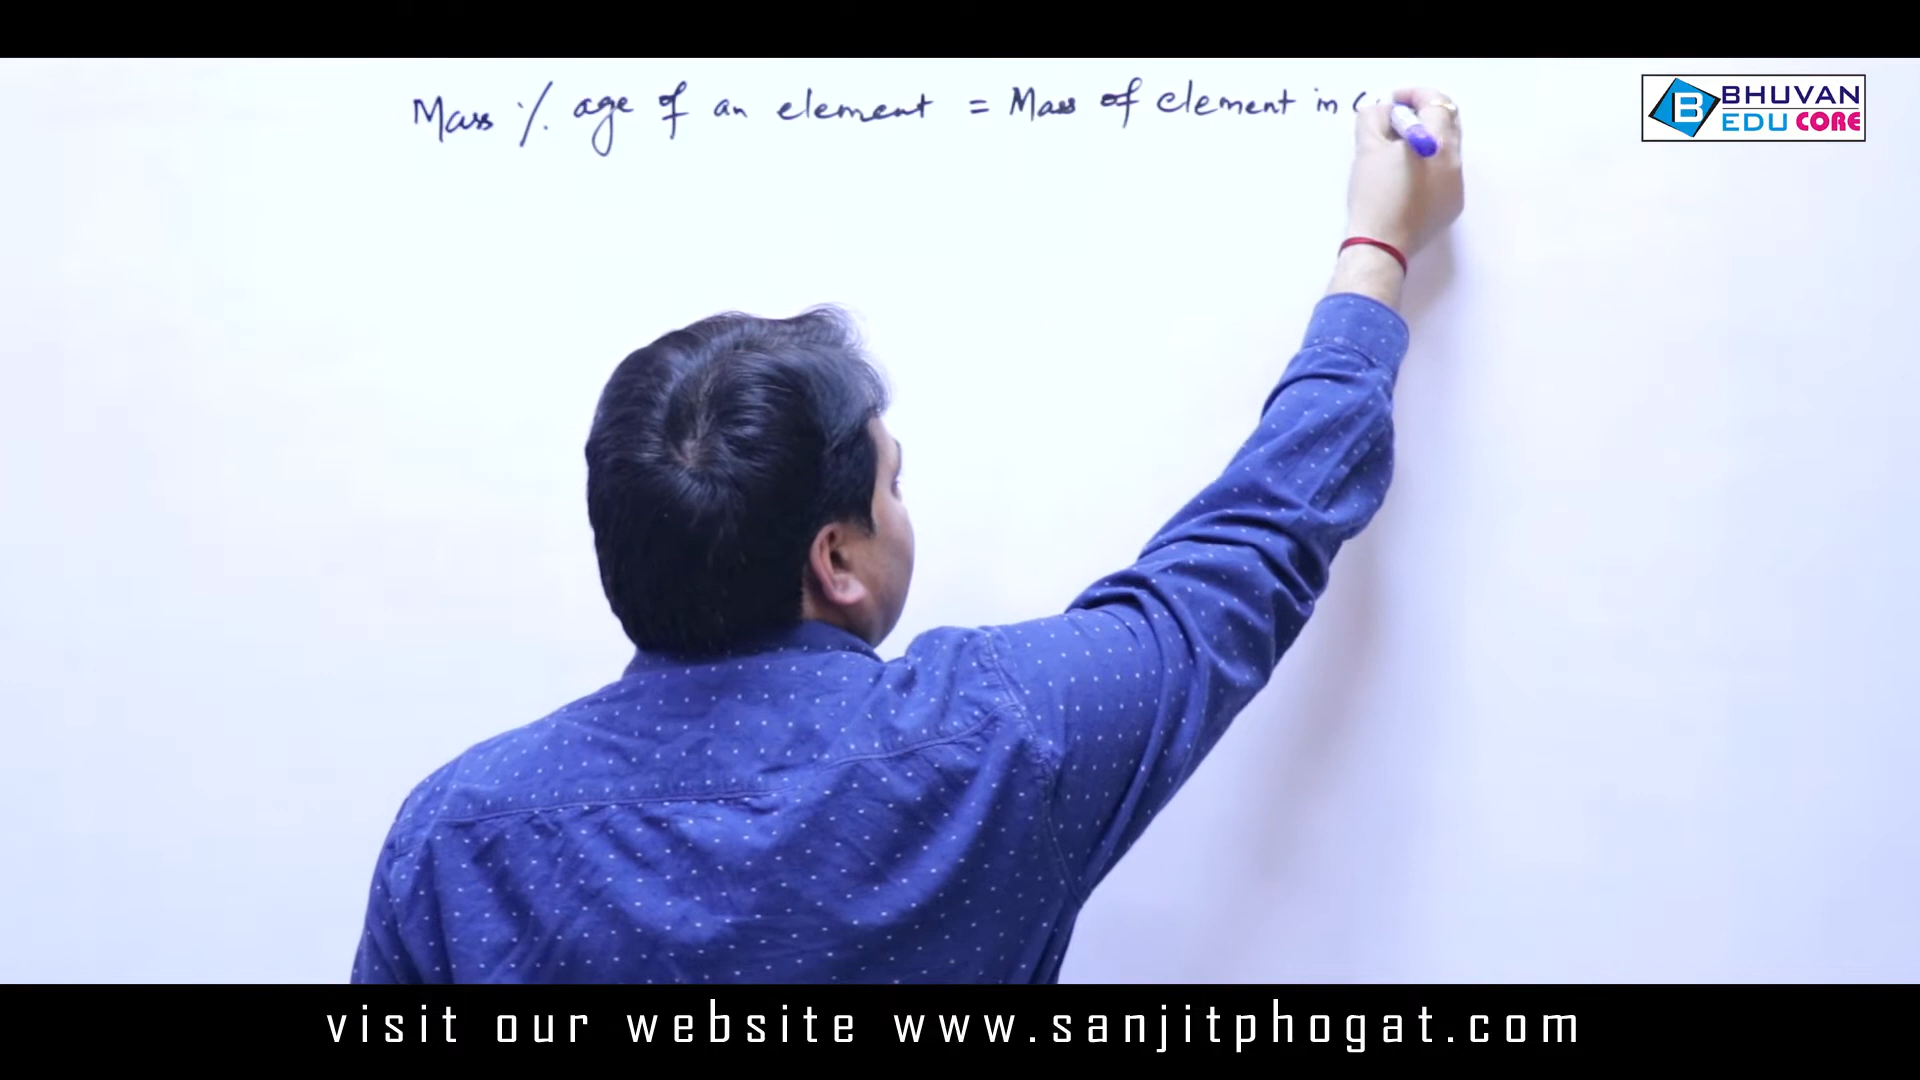 Mass % age of an element = Mass of element in
BHUVAN
EDU CORE
visit our website www.sanjitphogat.com